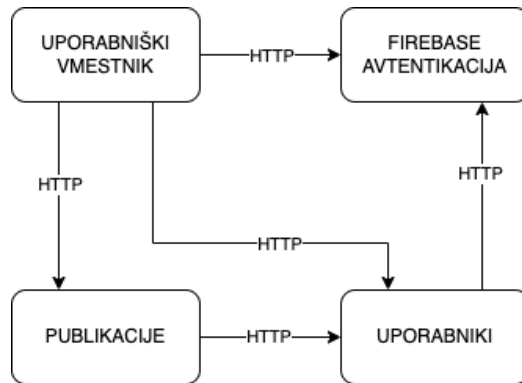 UPORABNIŠKI
VMESTNIK
HTTP
FIREBASE
AVTENTIKACIJA
HTTP
HTTP
HTTP
PUBLIKACIJE
HTTP
UPORABNIKI